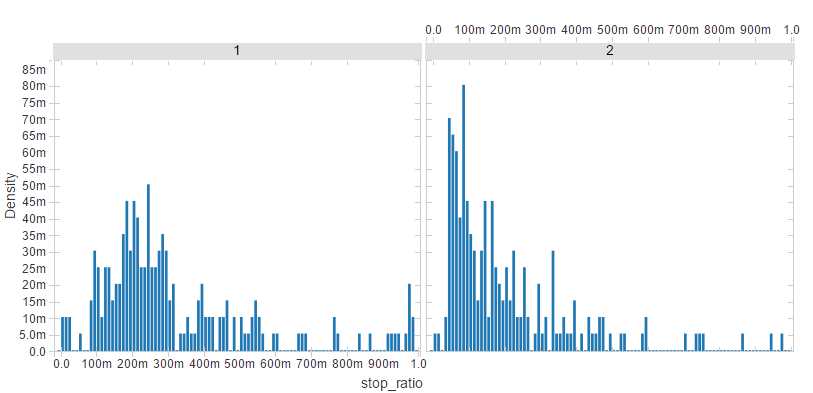 0.0 100m 200m 300m 400m 500m 600m 700m 800m 900m 1.0
1 2
85m
80m
75m
70m
65m
60m
55m
50m
45m
40m
35m
30m
25m
20m
15m
10m
5.0m
0.0
Density
0.0 100m 200m 300m 400m 500m 600m 700m 800m 900m 1.0
stop_ratio